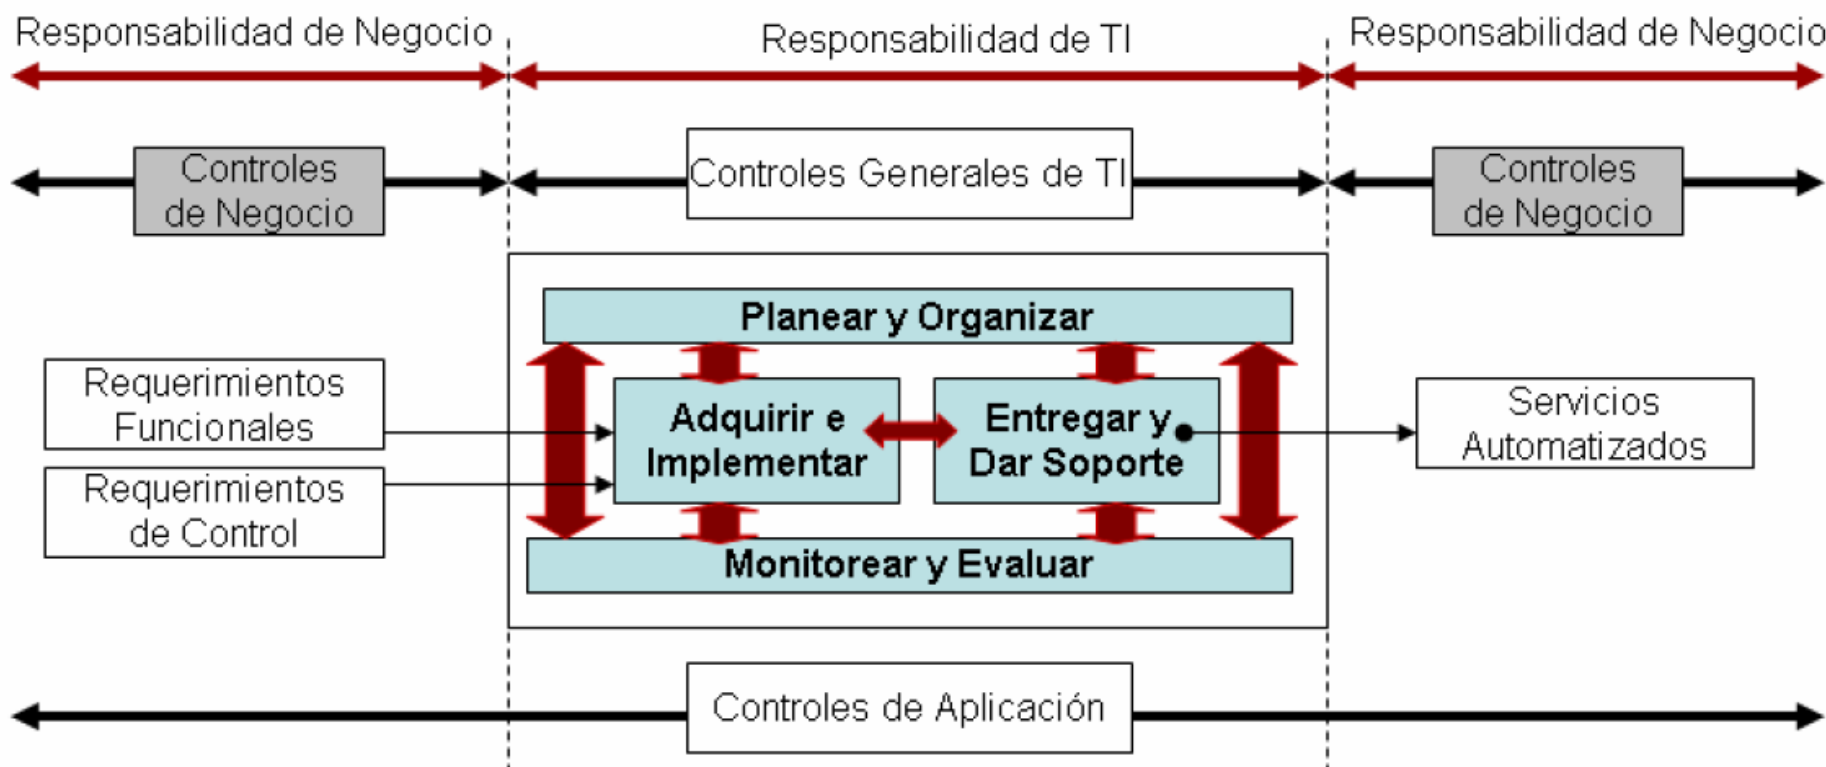 Responsabilidad de Negocio
Responsabilidad de TI
Responsabilidad de Negocio
Controles
de Negocio
Controles Generales de TI
Controles
de Negocio
Planear y Organizar
Requerimientos
Funcionales
Requerimientos
de Control
Adquirir e
Implementar
Entregar y
Dar Soporte
Servicios
Automatizados
Monitorear y Evaluar
Controles de Aplicación